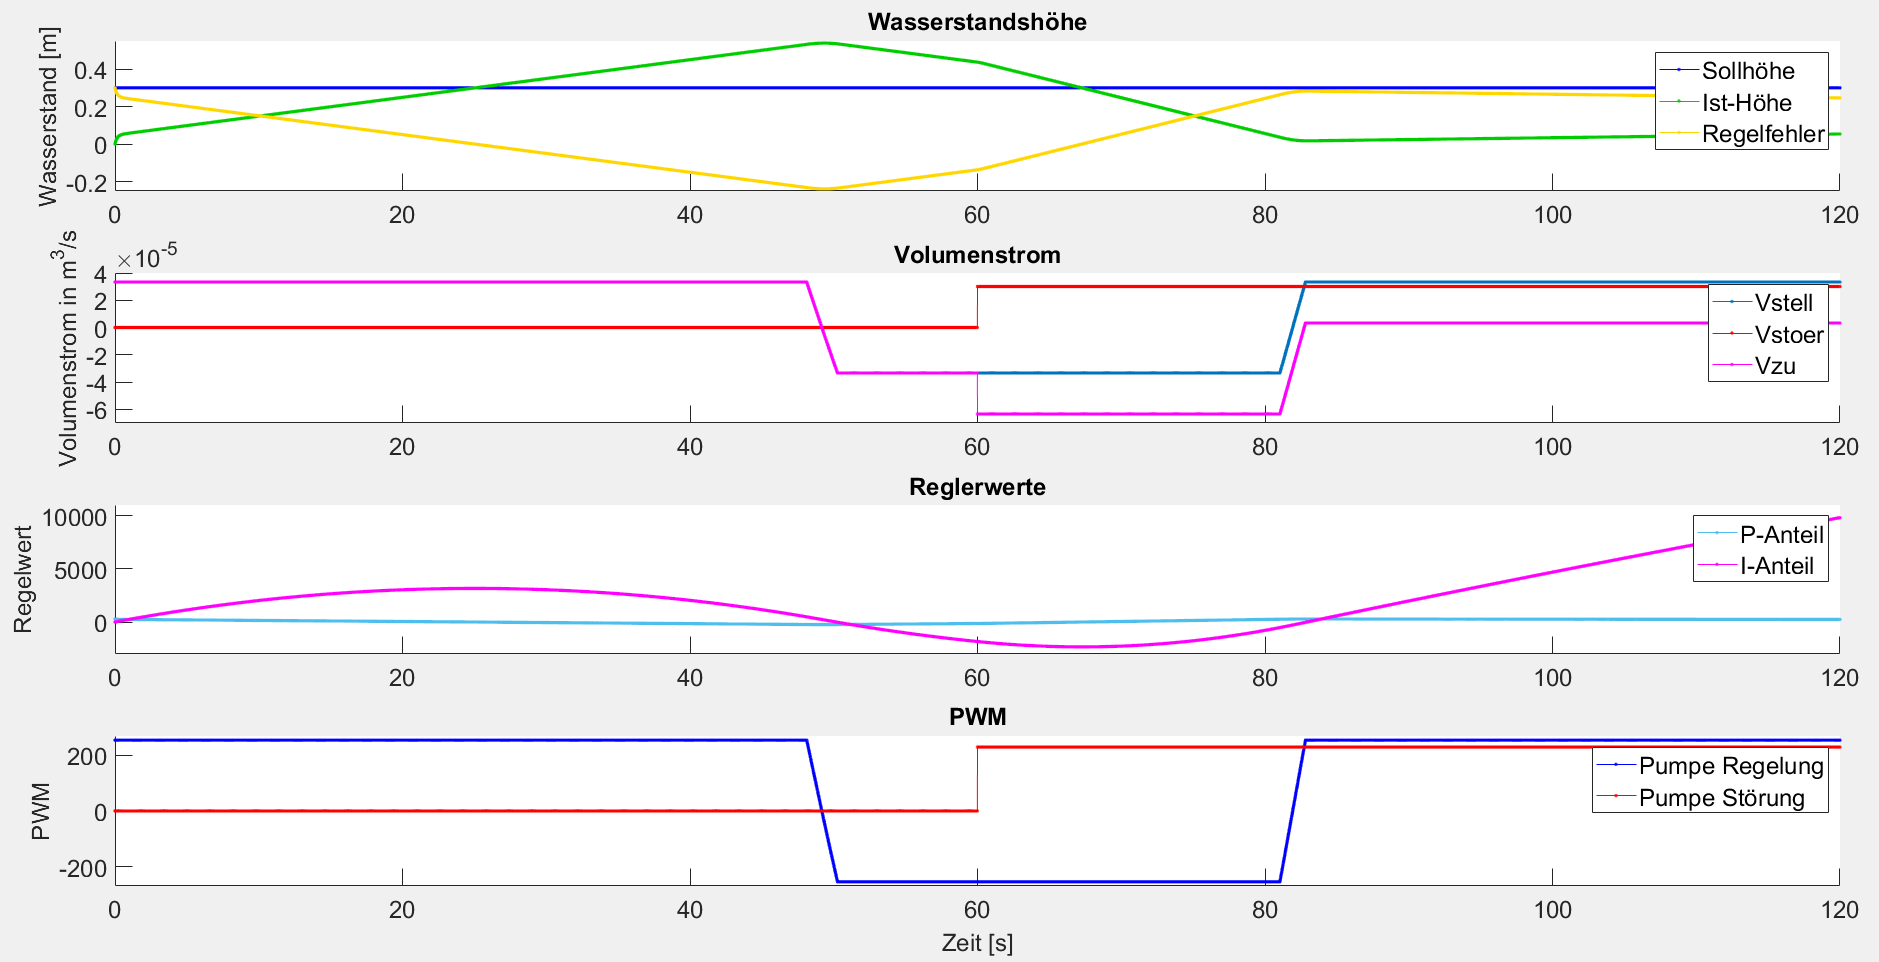 Wasserstandshöhe
Wasserstand [m]
0.4
0.2
0
-0.2
0 20 40 60 80 100 120
Sollhöhe
Ist-Höhe
Regelfehler
Volumenstrom
×10^-5
Volumenstrom in m^3/s
4
2
0
-2
-4
-6
0 20 40 60 80 100 120
Vstell
Vstoer
Vzu
Reglerwerte
Regelwert
10000
5000
0
0 20 40 60 80 100 120
P-Anteil
I-Anteil
PWM
PWM
200
0
-200
0 20 40 60 80 100 120
Pumpe Regelung
Pumpe Störung
Zeit [s]